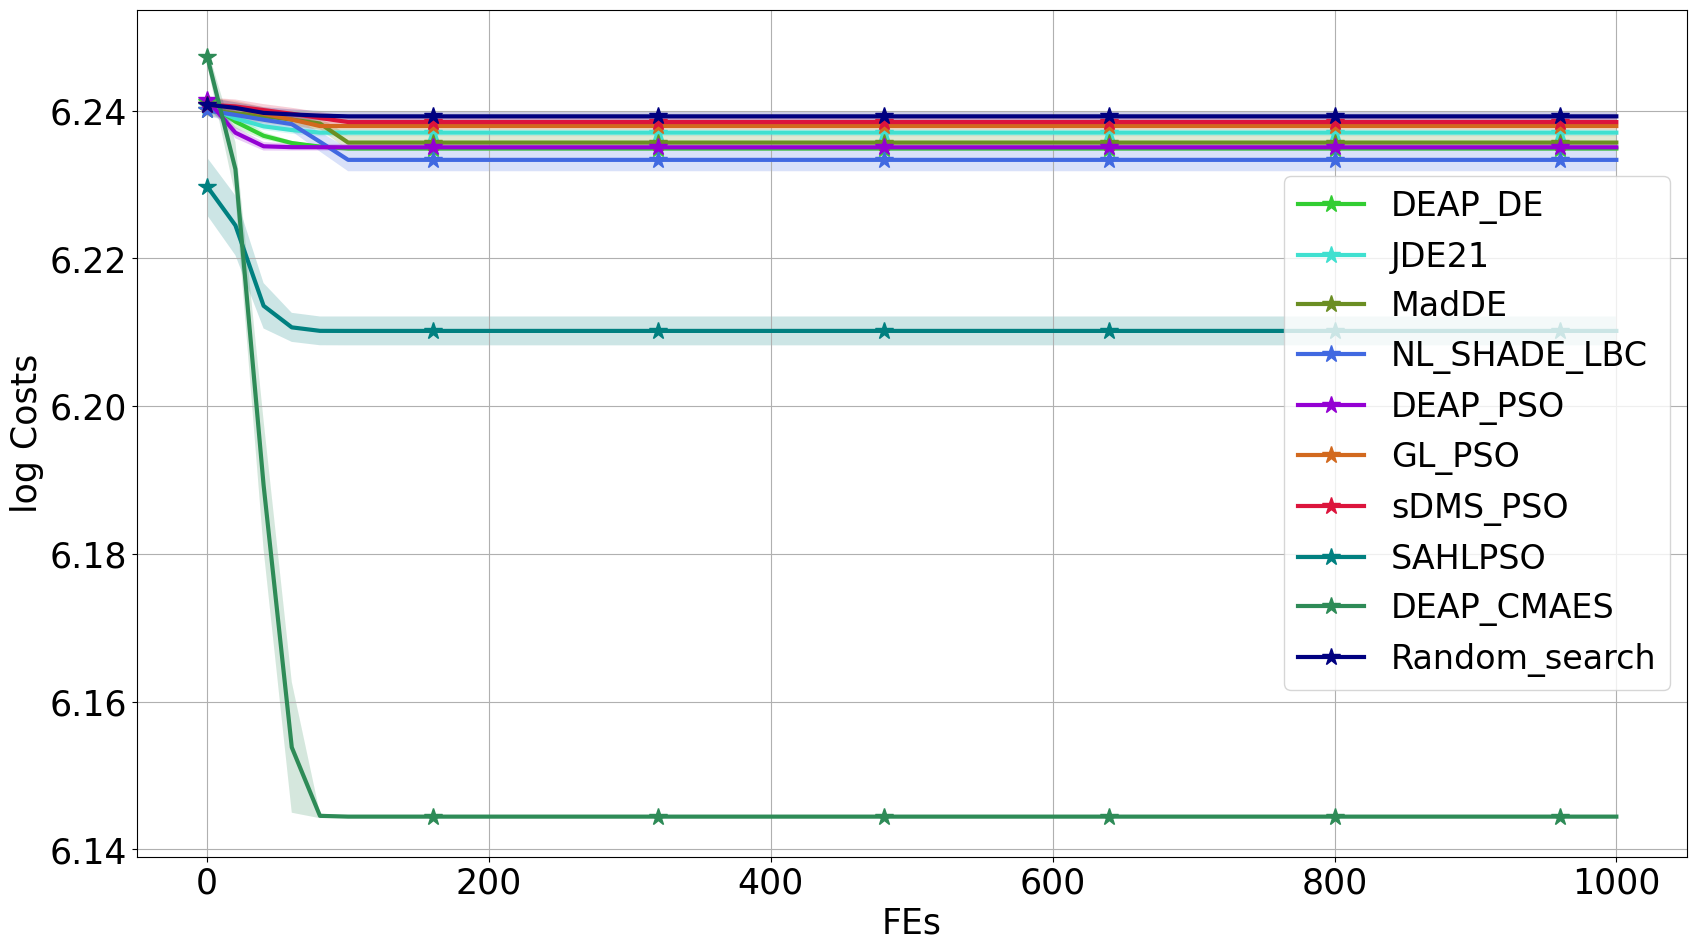 log Costs
6.24
6.22
6.20
6.18
6.16
6.14
0 200 400 600 800 1000
FEs
DEAP_DE
JDE21
MadDE
NL_SHADE_LBC
DEAP_PSO
GL_PSO
sDMS_PSO
SAHLPSO
DEAP_CMAES
Random_search